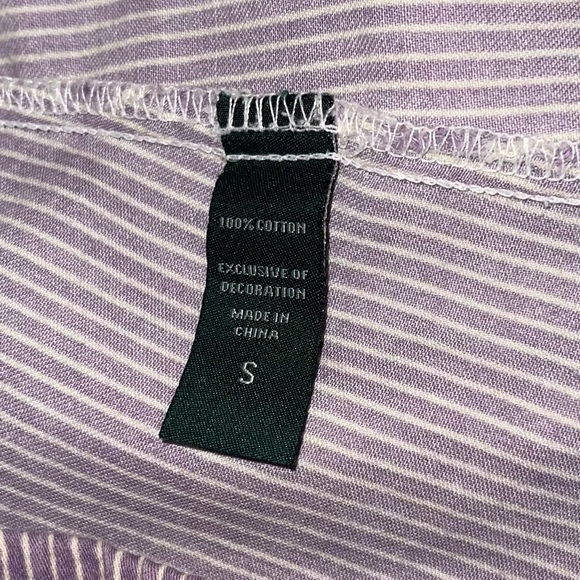 100% COTTON
EXCLUSIVE OF
DECORATION
MADE IN
CHINA
S